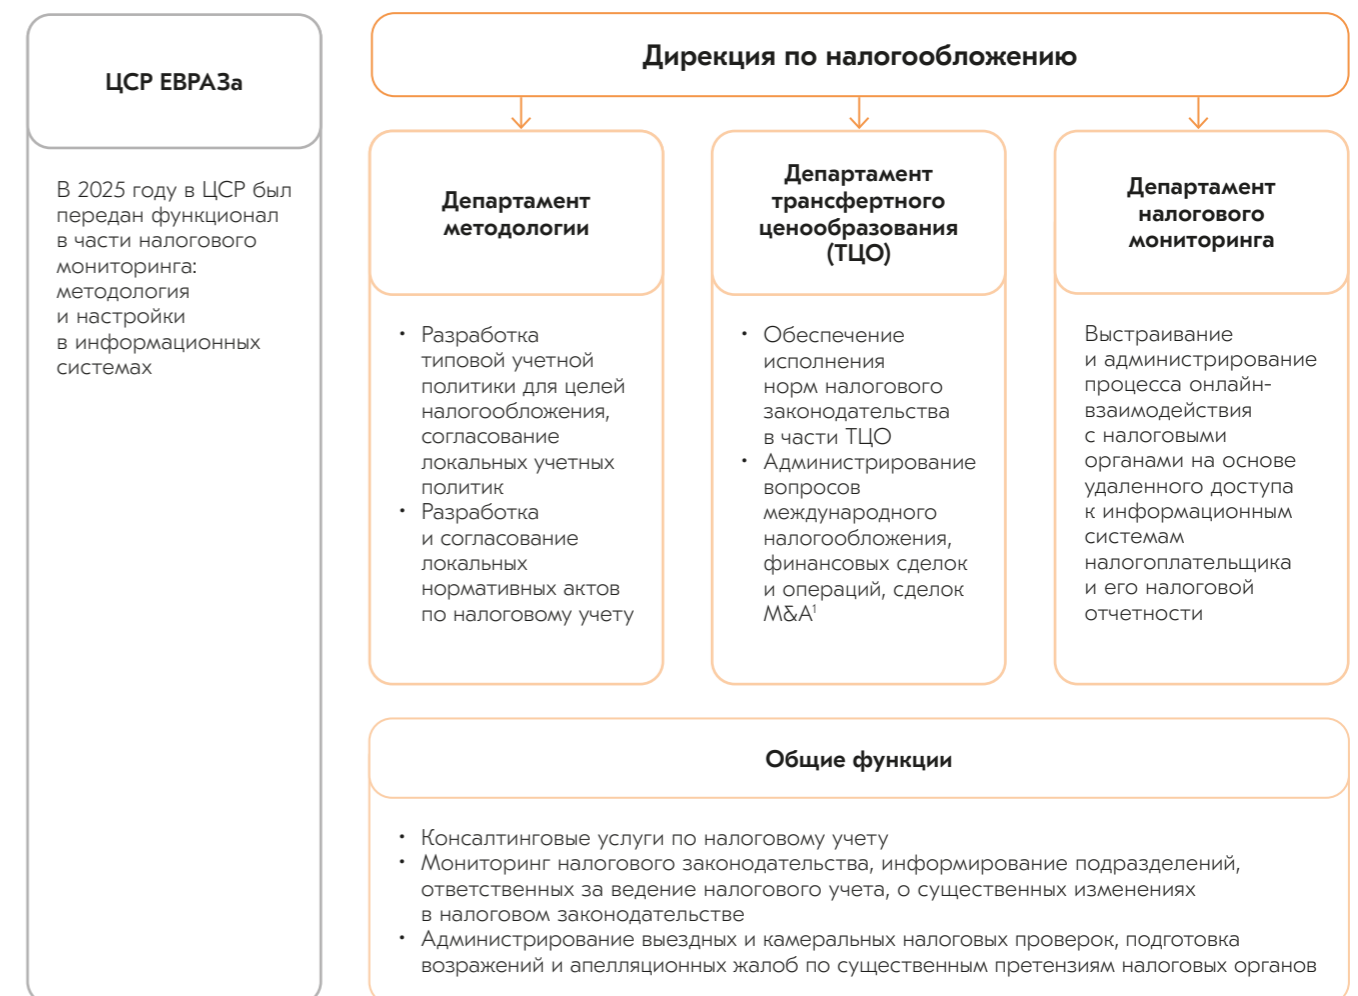 ЦСР ЕВРАЗа
В 2025 году в ЦСР был
передан функционал
в части налогового
мониторинга:
методология
и настройки
в информационных
системах
Дирекция по налогообложению
Департамент
методологии
• Разработка
типовой учетной
политики для целей
налогообложения,
согласование
локальных учетных
политик
• Разработка
и согласование
локальных
нормативных актов
по налоговому учету
Департамент
трансфертного
ценообразования
(ТЦО)
• Обеспечение
исполнения
норм налогового
законодательства
в части ТЦО
• Администрирование
вопросов
международного
налогообложения,
финансовых сделок
и операций, сделок
M&A¹
Департамент
налогового
мониторинга
Выстраивание
и администрирование
процесса онлайн-
взаимодействия
с налоговыми
органами на основе
удаленного доступа
к информационным
системам
налогоплательщика
и его налоговой
отчетности
Общие функции
• Консалтинговые услуги по налоговому учету
• Мониторинг налогового законодательства, информирование подразделений,
ответственных за ведение налогового учета, о существенных изменениях
в налоговом законодательстве
• Администрирование выездных и камеральных налоговых проверок, подготовка
возражений и апелляционных жалоб по существенным претензиям налоговых органов